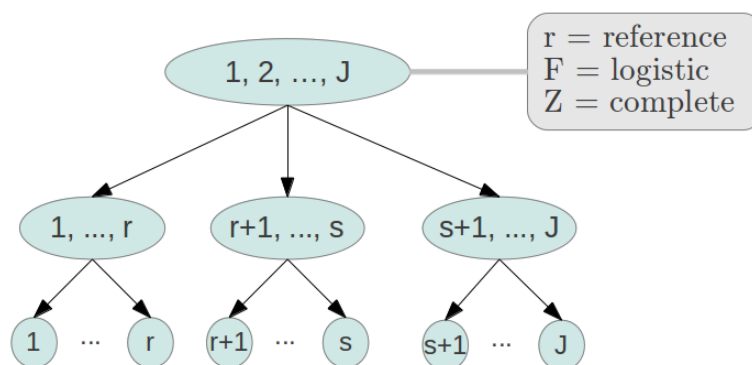 1, 2, ..., J
r = reference
F = logistic
Z = complete
1, ..., r
r+1, ..., s
s+1, ..., J
1 ... r r+1 ... s s+1 ... J